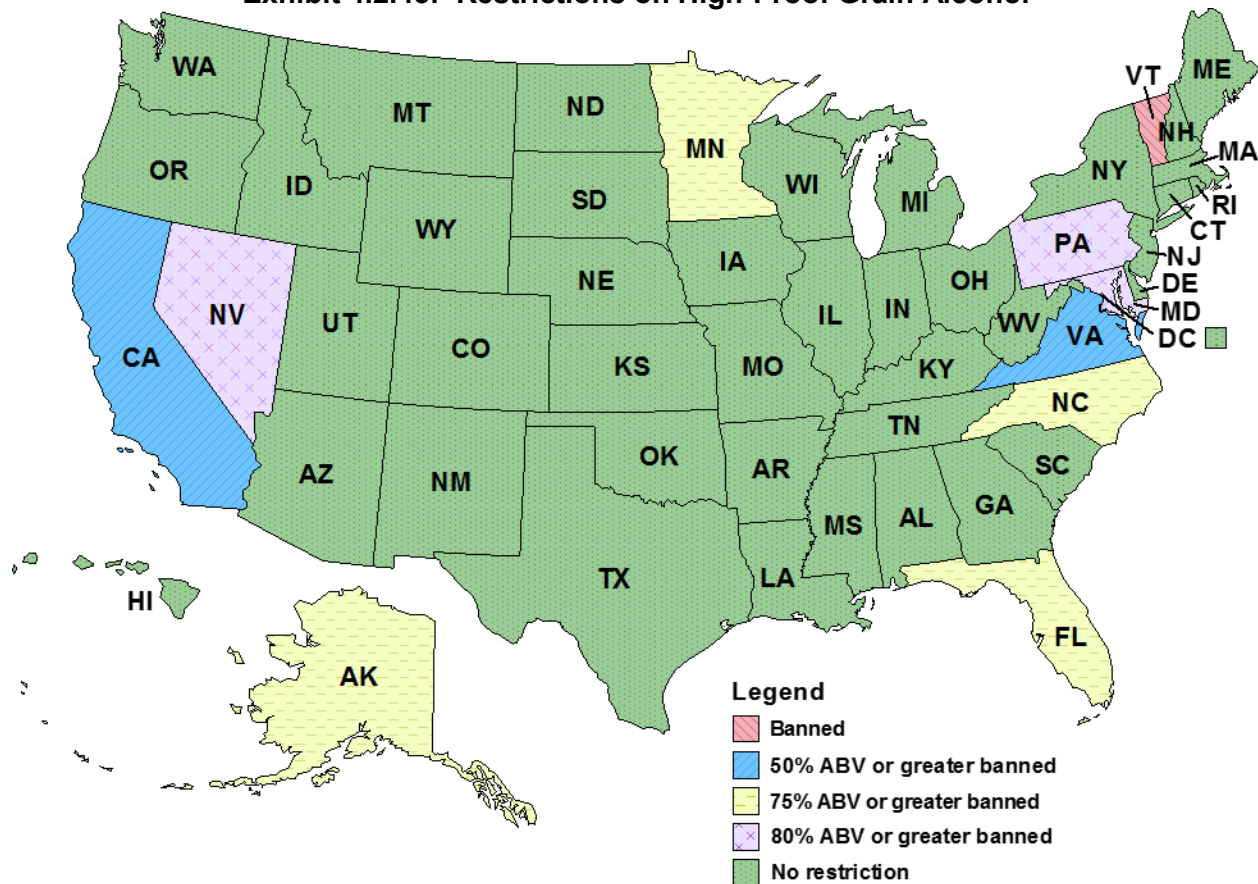 Exhibit Restrictions on High-Proof Grain Alcohol
WA
MT
ND
MN
VT
ME
NH
OR
ID
SD
WI
MI
NY
MA
RI
CT
WY
IA
PA
NJ
NE
OH
DE
NV
IL
IN
MD
UT
WV
DC
CA
CO
KS
MO
KY
VA
NC
TN
AZ
NM
OK
AR
SC
MS
AL
GA
TX
LA
HI
FL
AK
Legend
Banned
50% ABV or greater banned
75% ABV or greater banned
80% ABV or greater banned
No restriction